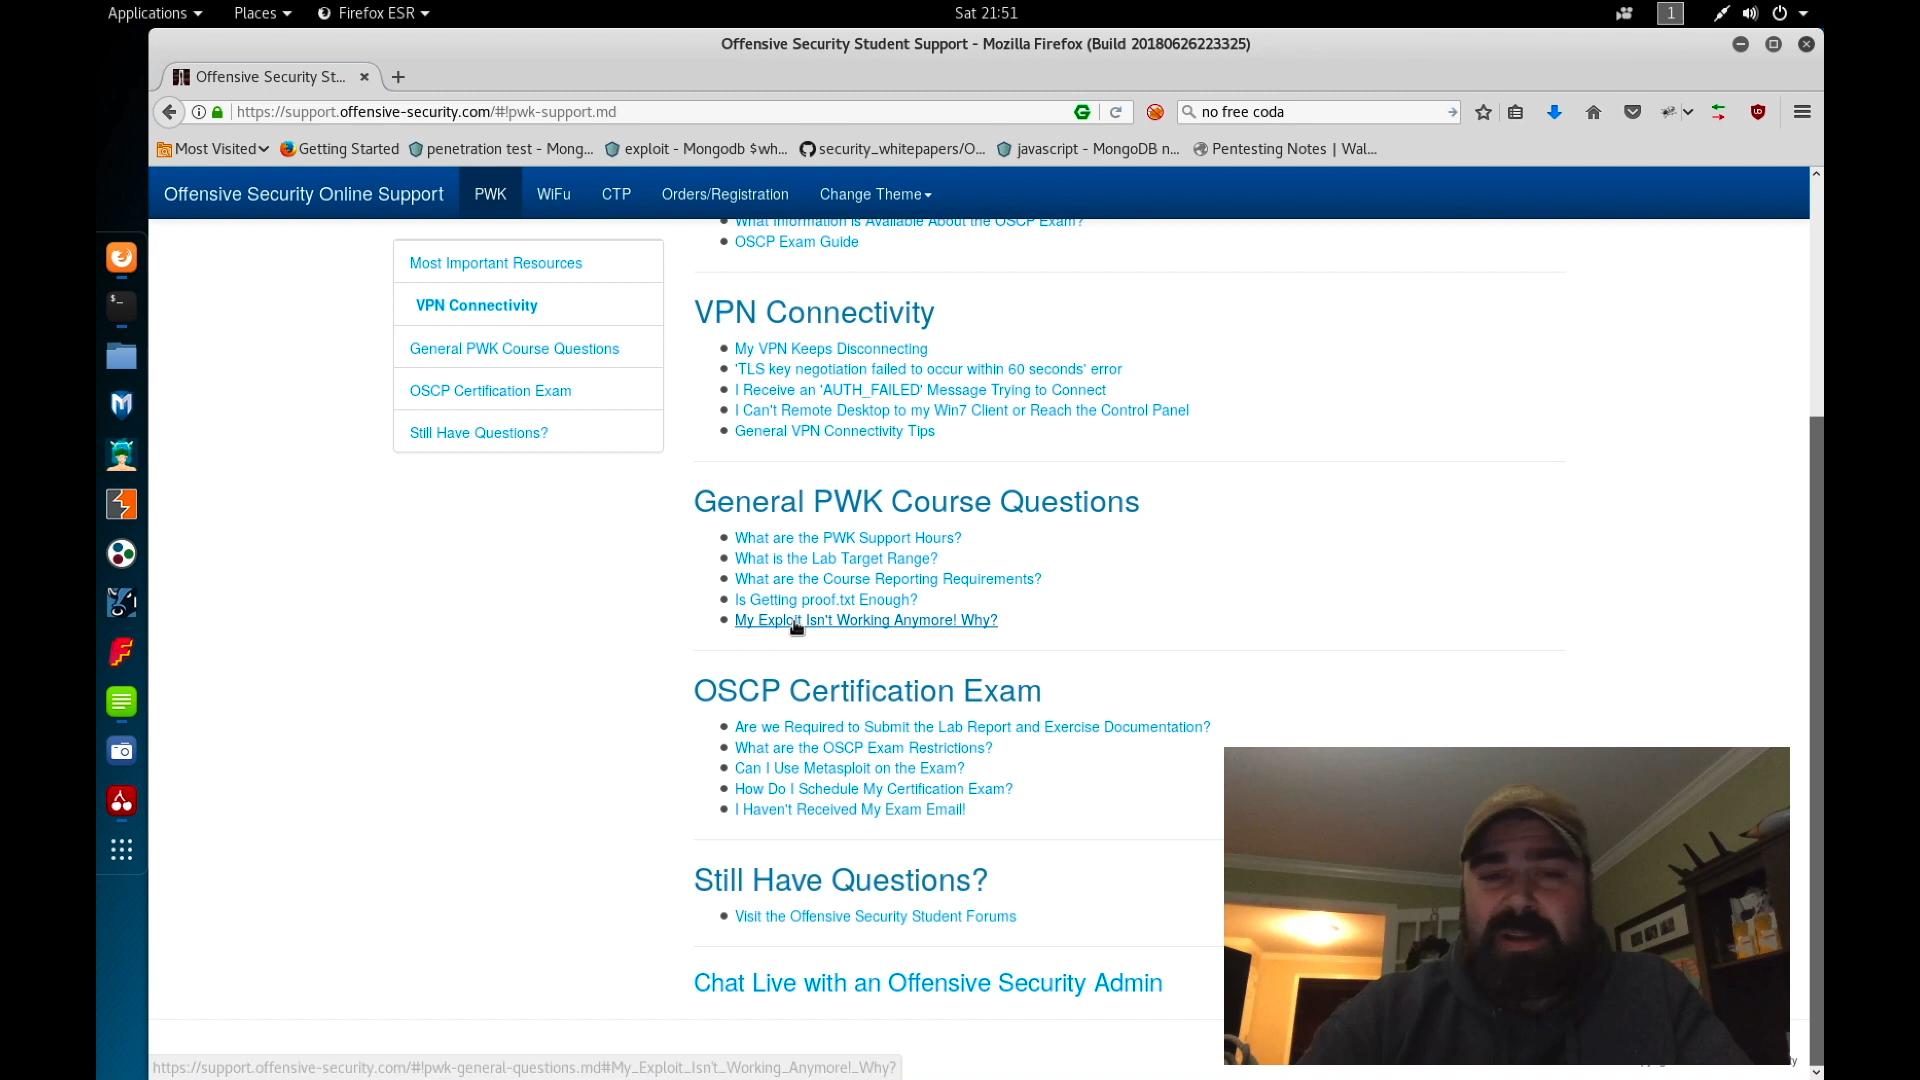 Applications Places Firefox ESR Sat 21:51 1
Offensive Security Student Support - Mozilla Firefox (Build 20180626223325)
Offensive Security St...
https://support.offensive-security.com/#!pwk-support.md
no free coda
Most Visited Getting Started penetration test - Mong... exploit - Mongodb $wh... security_whitepapers/O... javascript - MongoDB n... Pentesting Notes | Wal...
Offensive Security Online Support PWK WiFu CTP Orders/Registration Change Theme
Most Important Resources
VPN Connectivity
General PWK Course Questions
OSCP Certification Exam
Still Have Questions?
What Information is Available About the OSCP Exam?
OSCP Exam Guide
VPN Connectivity
My VPN Keeps Disconnecting
'TLS key negotiation failed to occur within 60 seconds' error
I Receive an 'AUTH_FAILED' Message Trying to Connect
I Can't Remote Desktop to my Win7 Client or Reach the Control Panel
General VPN Connectivity Tips
General PWK Course Questions
What are the PWK Support Hours?
What is the Lab Target Range?
What are the Course Reporting Requirements?
Is Getting proof.txt Enough?
My Exploit Isn't Working Anymore! Why?
OSCP Certification Exam
Are we Required to Submit the Lab Report and Exercise Documentation?
What are the OSCP Exam Restrictions?
Can I Use Metasploit on the Exam?
How Do I Schedule My Certification Exam?
I Haven't Received My Exam Email!
Still Have Questions?
Visit the Offensive Security Student Forums
Chat Live with an Offensive Security Admin
https://support.offensive-security.com/#!pwk-general-questions.md#My_Exploit_Isn't_Working_Anymore!_Why?